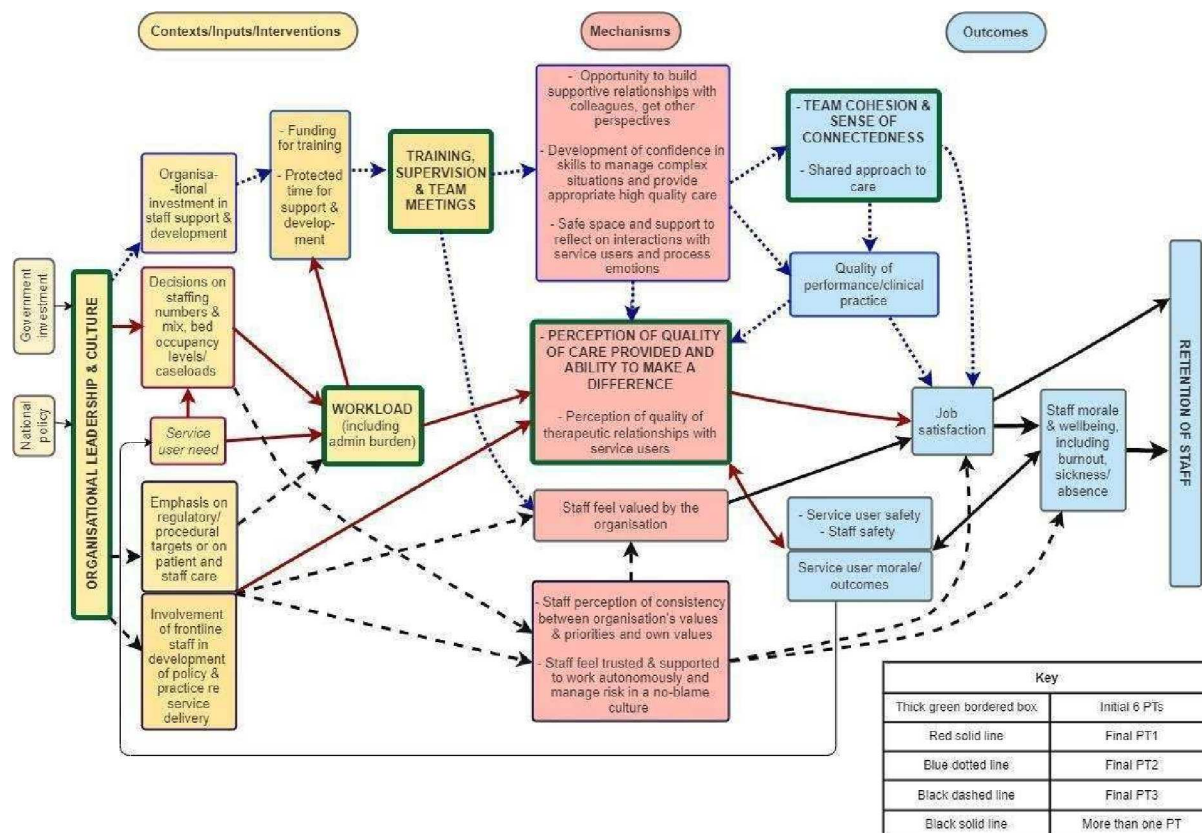 Contexts/Inputs/Interventions
Mechanisms
Outcomes
Government
investment
National
policy
ORGANISATIONAL LEADERSHIP & CULTURE
Organisa-
-ational
investment in
staff support &
development
- Funding
for training
- Protected
time for
support &
develop-
ment
TRAINING,
SUPERVISION
& TEAM
MEETINGS
Decisions on
staffing
numbers &
mix, bed
occupancy
levels/
caseloads
Service
user need
WORKLOAD
(including
admin burden)
Emphasis on
regulatory/
procedural
targets or on
patient and
staff care
Involvement of
frontline
staff in
development
of policy &
practice re
service
delivery
- Opportunity to build
supportive relationships with
colleagues, get other
perspectives
- Development of confidence in
skills to manage complex
situations and provide
appropriate high quality care
- Safe space and support to
reflect on interactions with
service users and process
emotions
- PERCEPTION OF QUALITY
OF CARE PROVIDED AND
ABILITY TO MAKE A
DIFFERENCE
- Perception of quality of
therapeutic relationships with
service users
Staff feel valued by the
organisation
- Staff perception of consistency
between organisation's values
& priorities and own values
- Staff feel trusted & supported
to work autonomously and
manage risk in a no-blame
culture
- TEAM COHESION &
SENSE OF
CONNECTEDNESS
- Shared approach to
care
Quality of
performance/clinical
practice
Job
satisfaction
- Service user safety
- Staff safety
Service user morale/
outcomes
Staff morale
& wellbeing,
including
burnout,
sickness/
absence
RETENTION OF STAFF
Key
Thick green bordered box Initial 6 PTs
Red solid line Final PT1
Blue dotted line Final PT2
Black dashed line Final PT3
Black solid line More than one PT